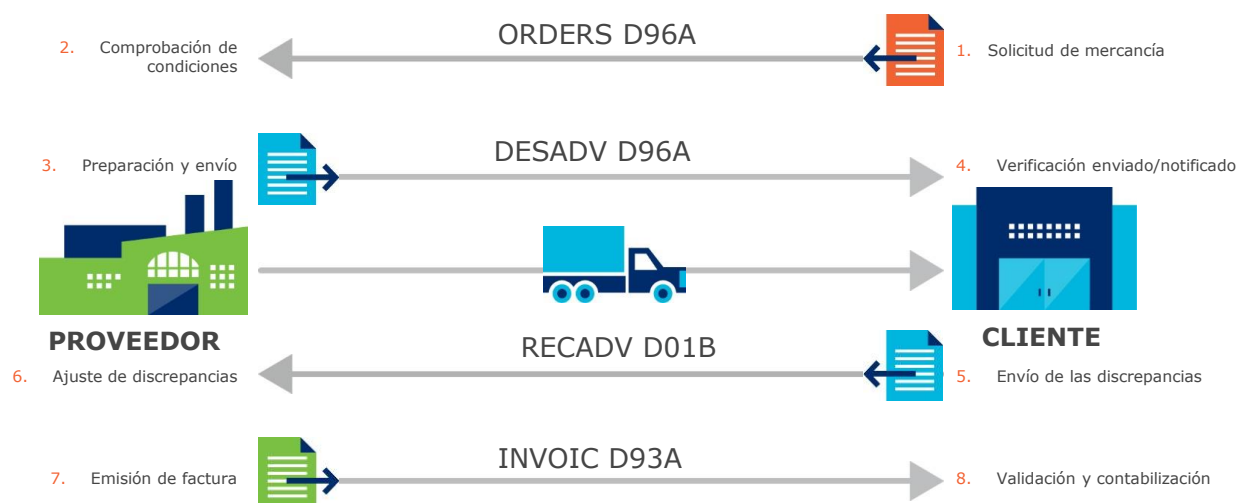 ORDERS D96A
2. Comprobación de
condiciones
1. Solicitud de mercancía
DESADV D96A
3. Preparación y envío
4. Verificación enviado/notificado
PROVEEDOR
CLIENTE
RECADV D01B
6. Ajuste de discrepancias
5. Envío de las discrepancias
INVOIC D93A
7. Emisión de factura
8. Validación y contabilización